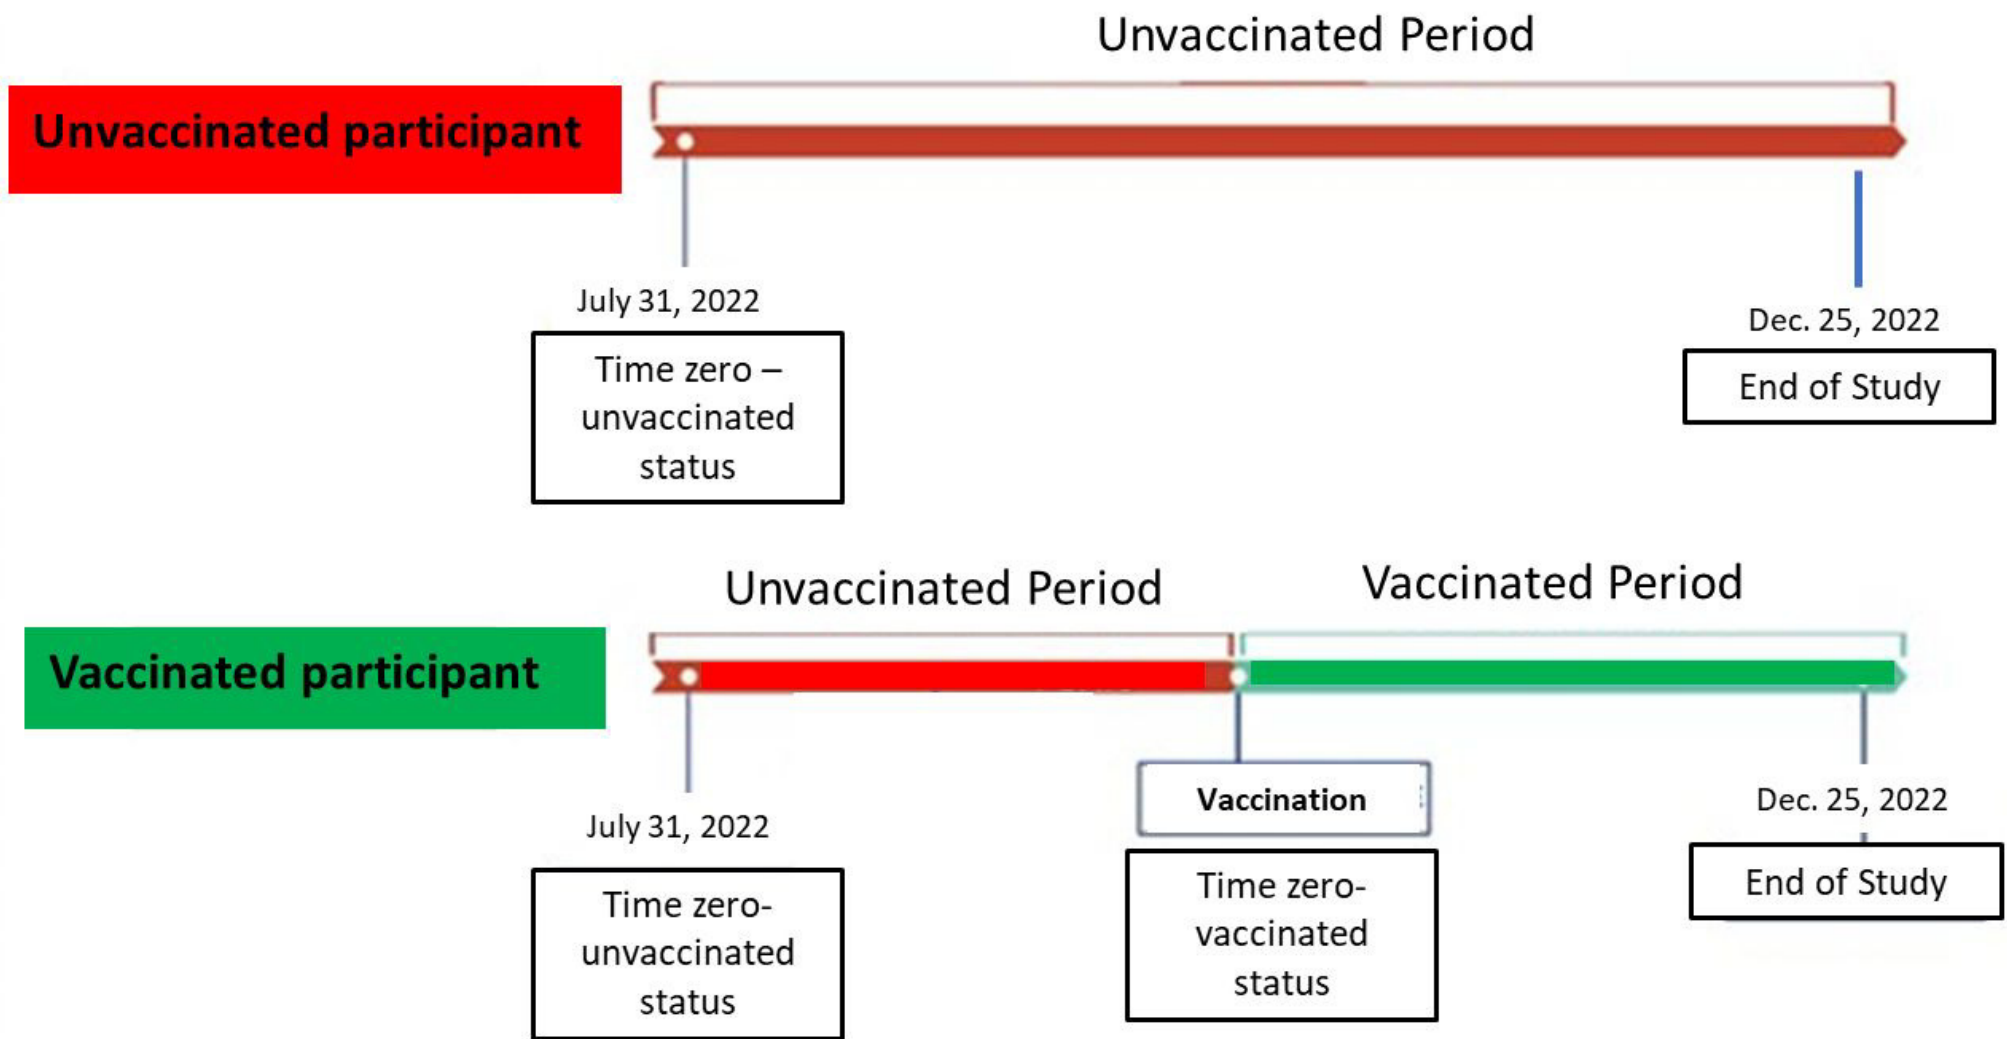 Unvaccinated Period
Unvaccinated participant
July 31, 2022
Time zero –
unvaccinated
status
Dec. 25, 2022
End of Study
Unvaccinated Period
Vaccinated Period
Vaccinated participant
July 31, 2022
Time zero-
unvaccinated
status
Vaccination
Time zero-
vaccinated
status
Dec. 25, 2022
End of Study